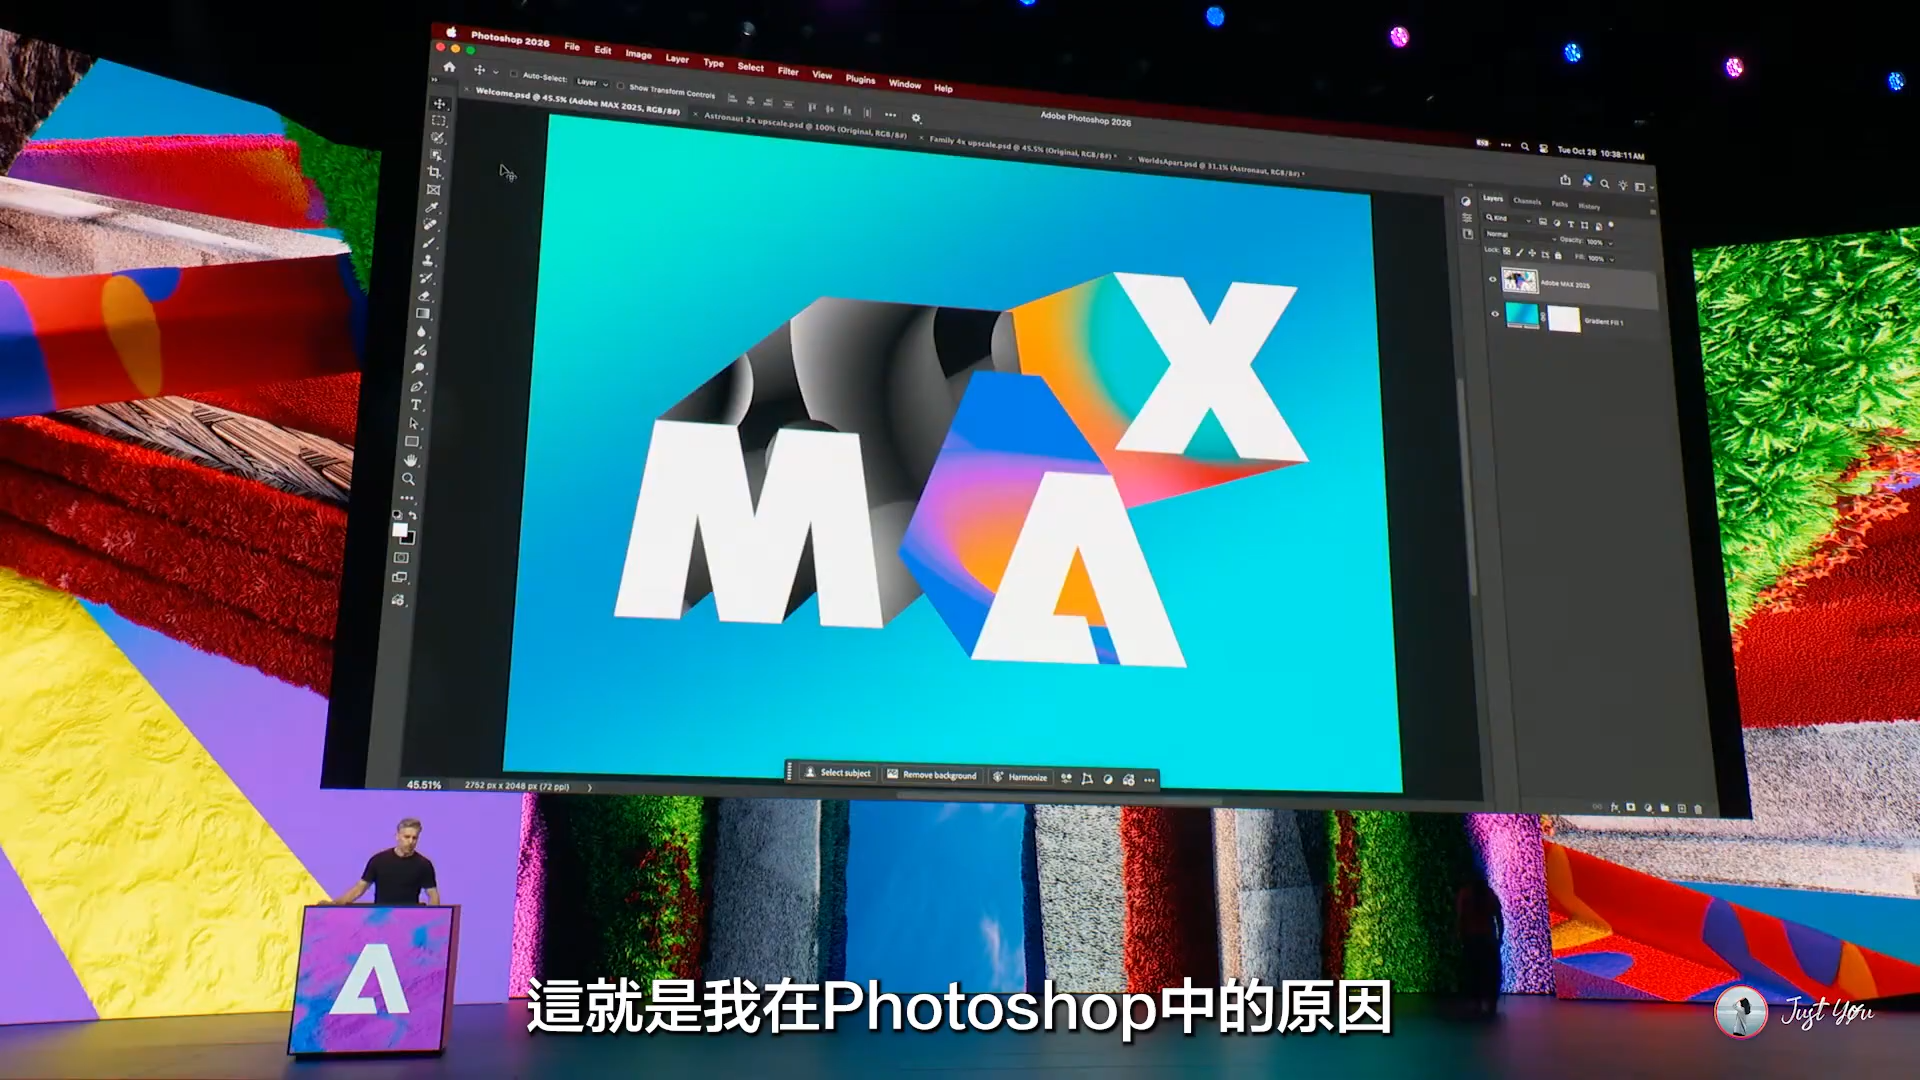 Photoshop 2026 File Edit Image Layer Type Select Filter View Plugins Window Help
Tue Oct 28 10:38:11 AM
Auto-Select: Layer Show Transform Controls
Adobe Photoshop 2026
Welcome.psd @ 45.5% (Adobe MAX 2025, RGB/8#)
Astronaut 2x upscale.psd @ 100% (Original, RGB/8#)
Family 4x upscale.psd @ 45.5% (Original, RGB/8#) *
WorldsApart.psd @ 31.1% (Astronaut, RGB/8#) *
Layers Channels Paths History
Kind
Normal Opacity: 100%
Lock: Fill: 100%
Adobe MAX 2025
Gradient Fill 1
MAX
Select subject Remove background Harmonize
45.51% 2752 px x 2048 px (72 ppi)
這就是我在Photoshop中的原因
Just You